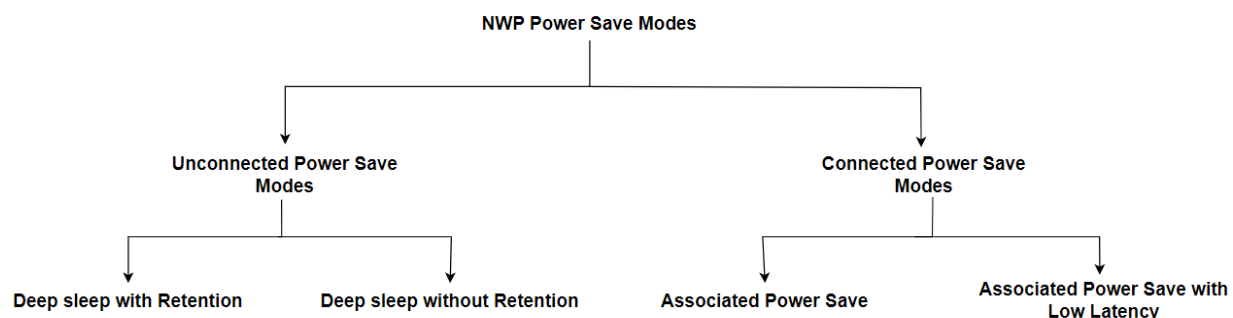 NWP Power Save Modes
Unconnected Power Save
Modes
Connected Power Save
Modes
Deep sleep with Retention
Deep sleep without Retention
Associated Power Save
Associated Power Save with
Low Latency